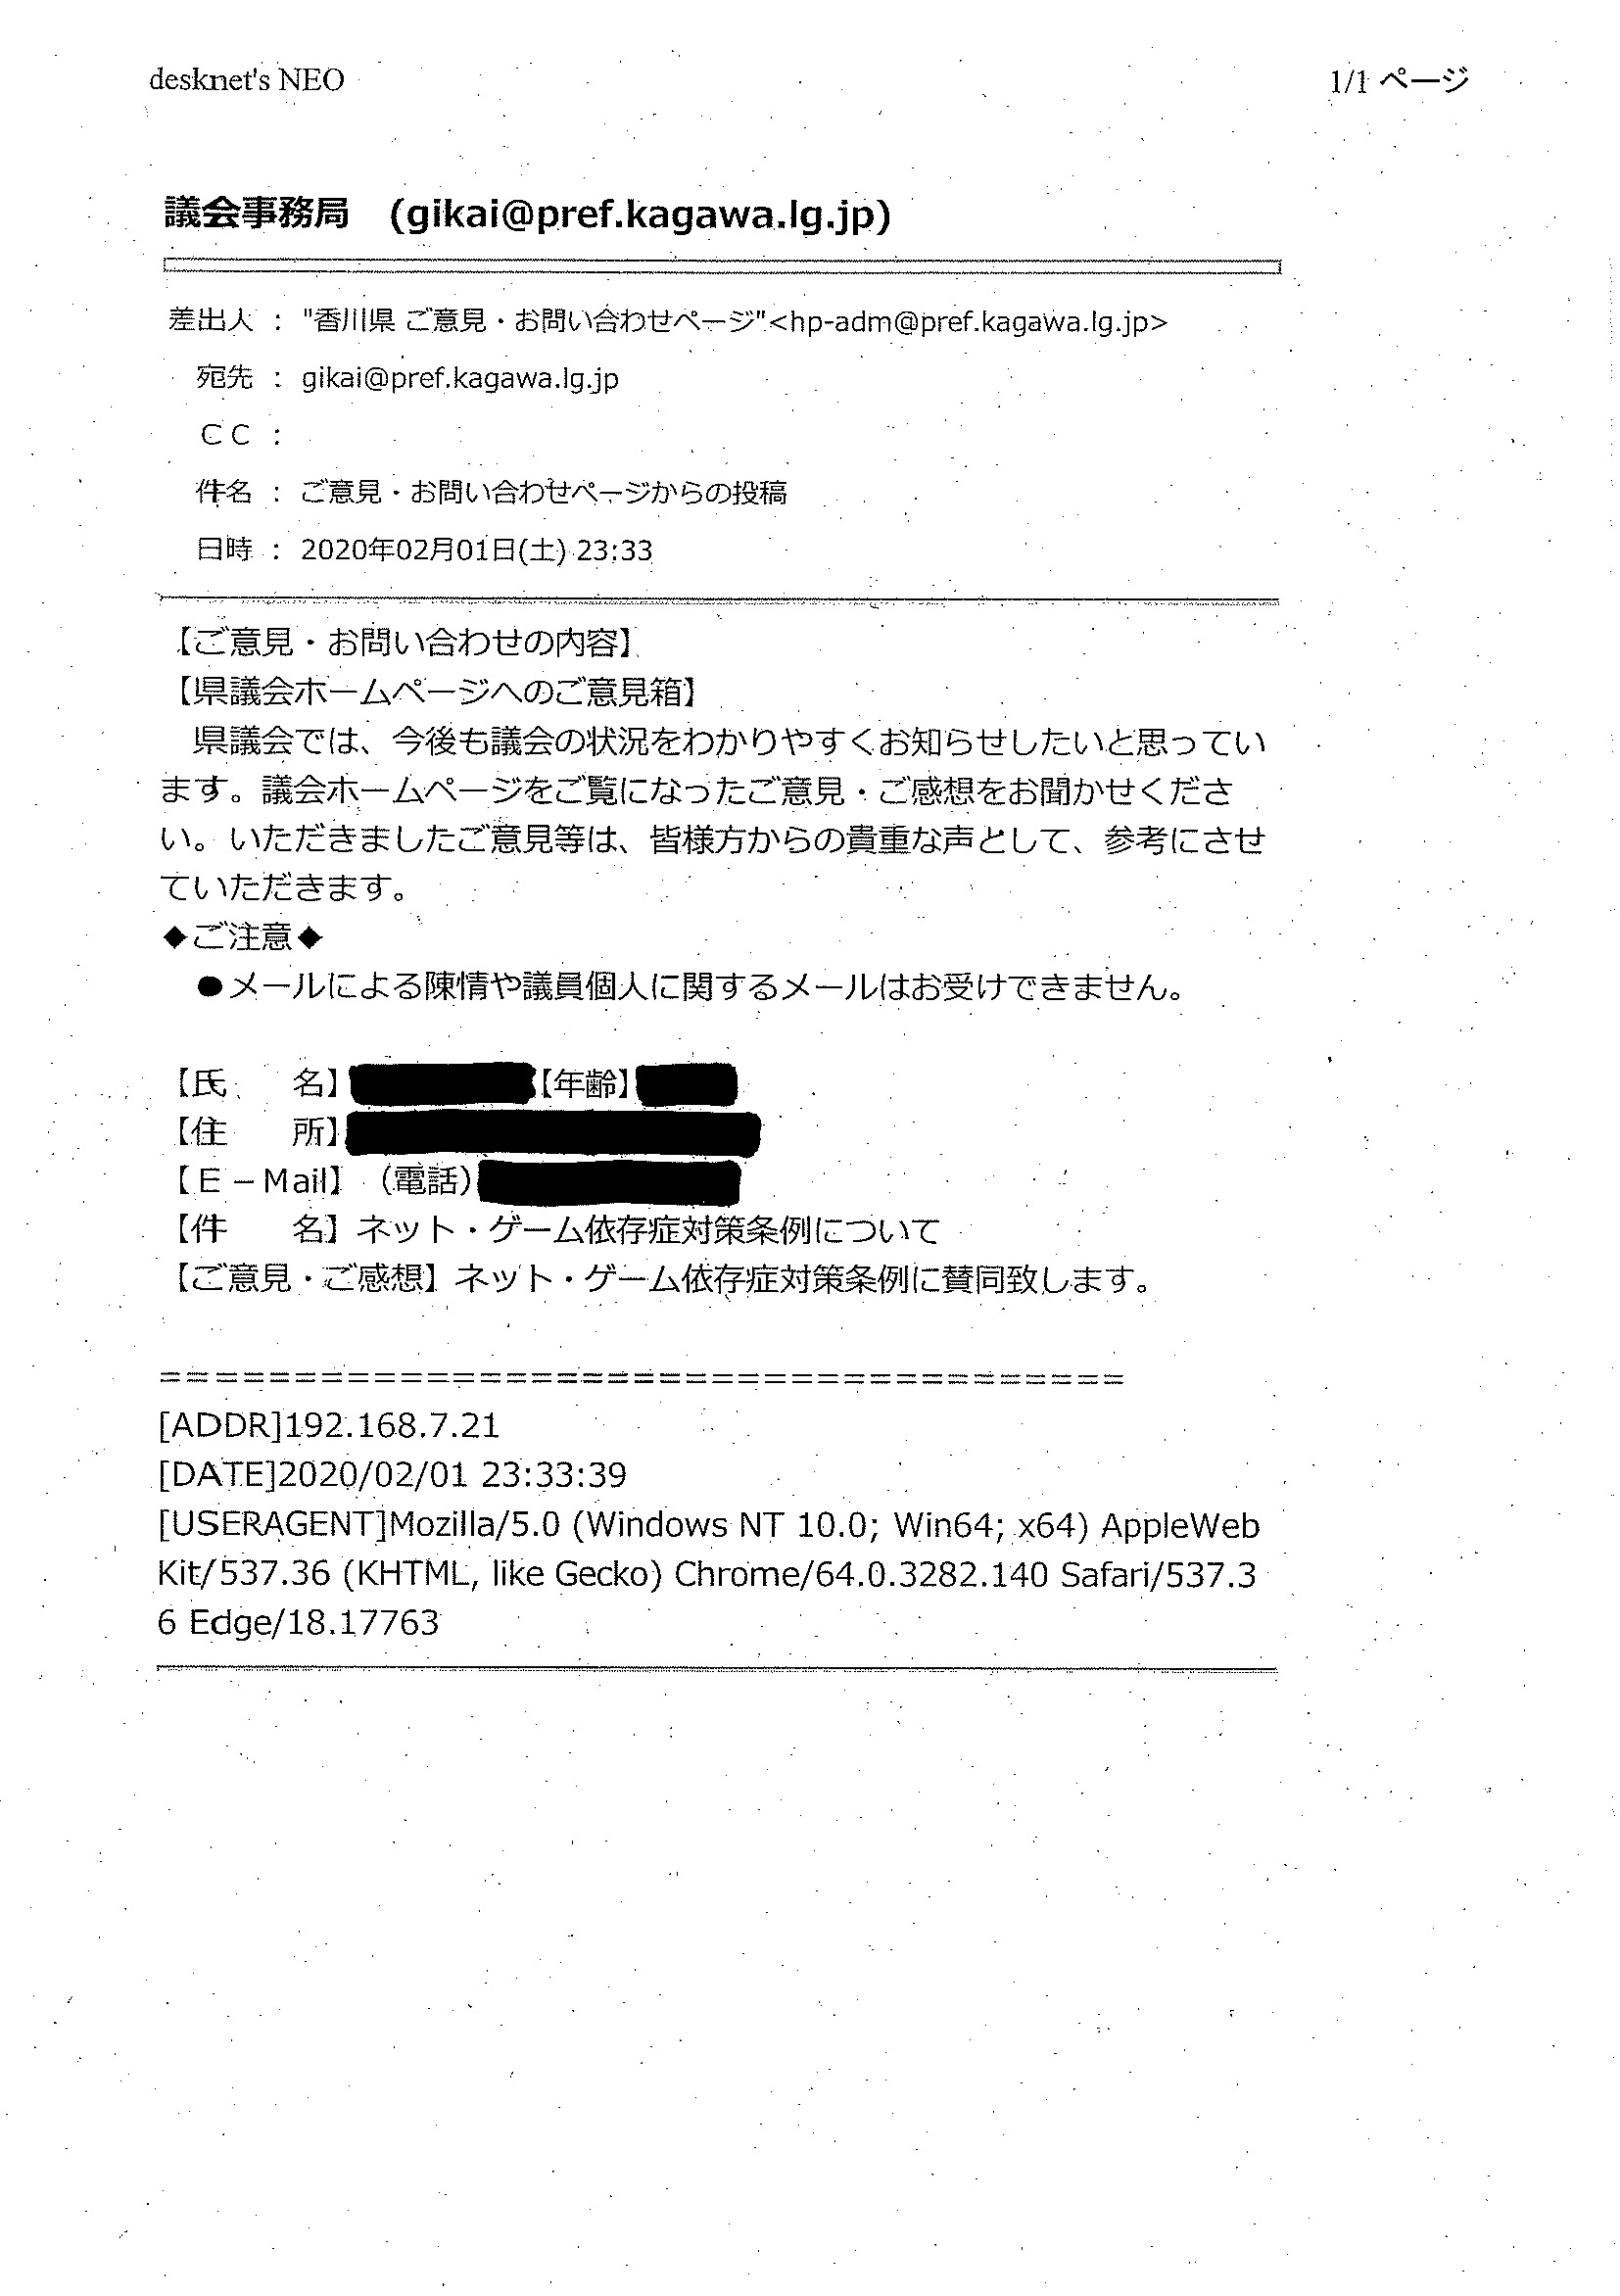 desknet's NEO
1/1 ページ
議会事務局　(gikai@pref.kagawa.lg.jp)
差出人 : "香川県 ご意見・お問い合わせページ"<hp-adm@pref.kagawa.lg.jp>
宛先 : gikai@pref.kagawa.lg.jp
ＣＣ :
件名 : ご意見・お問い合わせページからの投稿
日時 : 2020年02月01日(土) 23:33
【ご意見・お問い合わせの内容】
【県議会ホームページへのご意見箱】
　県議会では、今後も議会の状況をわかりやすくお知らせしたいと思ってい
ます。議会ホームページをご覧になったご意見・ご感想をお聞かせくださ
い。いただきましたご意見等は、皆様方からの貴重な声として、参考にさせ
ていただきます。
◆ご注意◆
　●メールによる陳情や議員個人に関するメールはお受けできません。
【氏　　名】【年齢】
【住　　所】
【Ｅ－Mail】（電話）
【件　　名】ネット・ゲーム依存症対策条例について
【ご意見・ご感想】ネット・ゲーム依存症対策条例に賛同致します。
=====================================
[ADDR]192.168.7.21
[DATE]2020/02/01 23:33:39
[USERAGENT]Mozilla/5.0 (Windows NT 10.0; Win64; x64) AppleWeb
Kit/537.36 (KHTML, like Gecko) Chrome/64.0.3282.140 Safari/537.3
6 Edge/18.17763